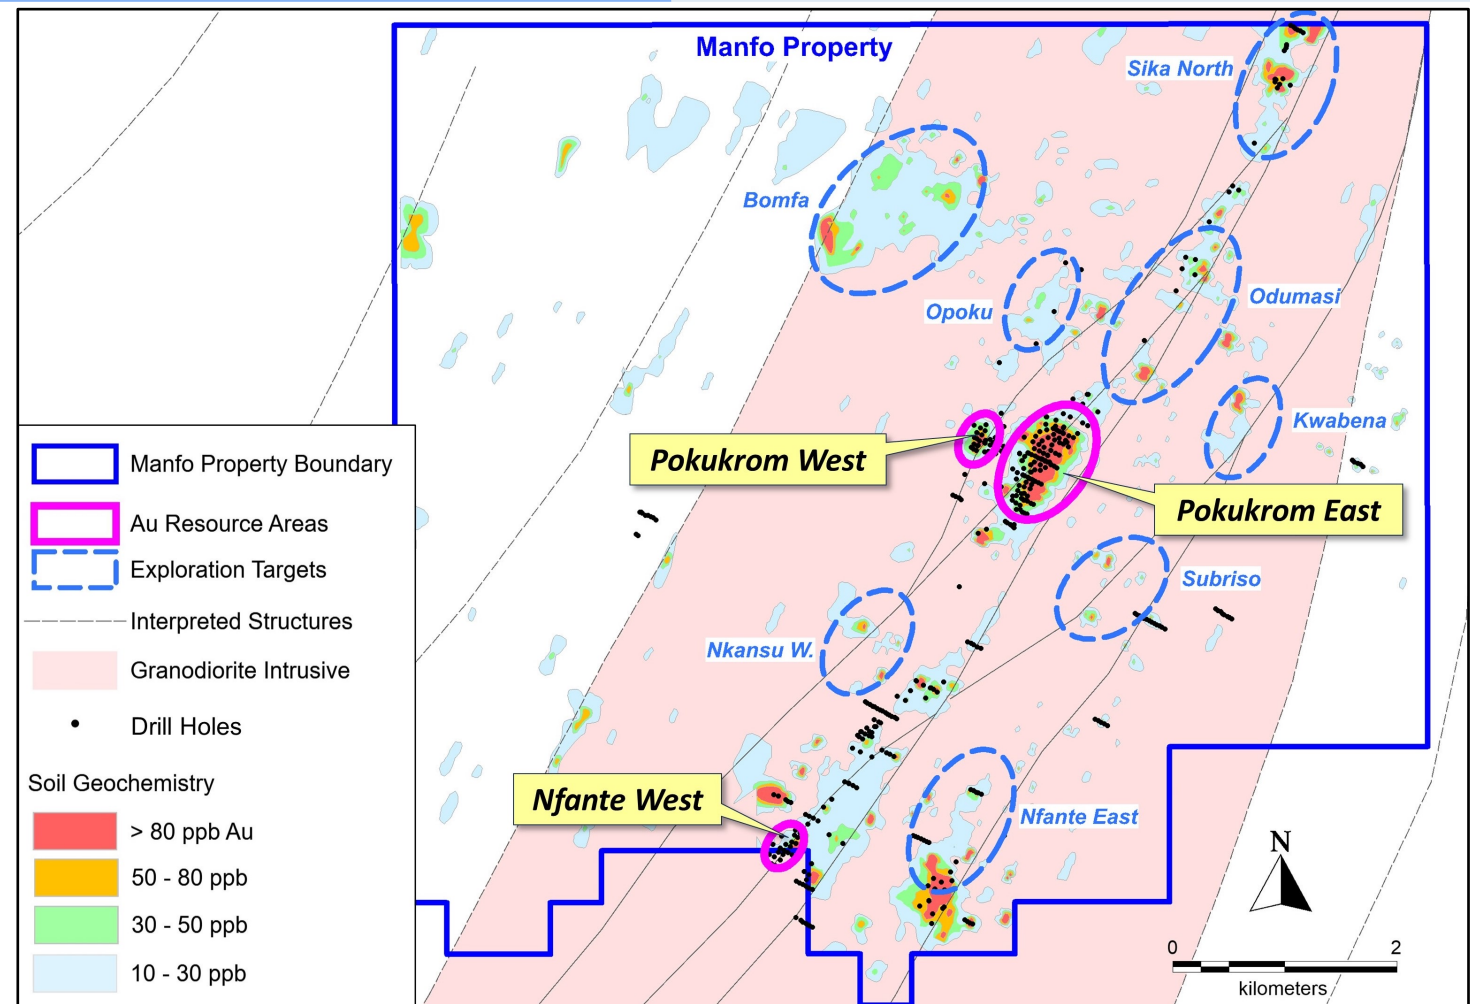 Manfo Property
Sika North
Bomfa
Opoku
Odumasi
Kwabena
Pokukrom West
Pokukrom East
Subriso
Nkansu W.
Nfante West
Nfante East
Manfo Property Boundary
Au Resource Areas
Exploration Targets
Interpreted Structures
Granodiorite Intrusive
Drill Holes
Soil Geochemistry
> 80 ppb Au
50 - 80 ppb
30 - 50 ppb
10 - 30 ppb
N
0 2
kilometers